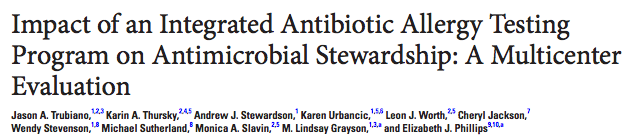 Impact of an Integrated Antibiotic Allergy Testing
Program on Antimicrobial Stewardship: A Multicenter
Evaluation
Jason A. Trubiano,1,2,3 Karin A. Thursky,2,4,5 Andrew J. Stewardson,1 Karen Urbancic,1,5,6 Leon J. Worth,2,5 Cheryl Jackson,7
Wendy Stevenson,1,8 Michael Sutherland,8 Monica A. Slavin,2,5 M. Lindsay Grayson,1,3,a and Elizabeth J. Phillips9,10,a